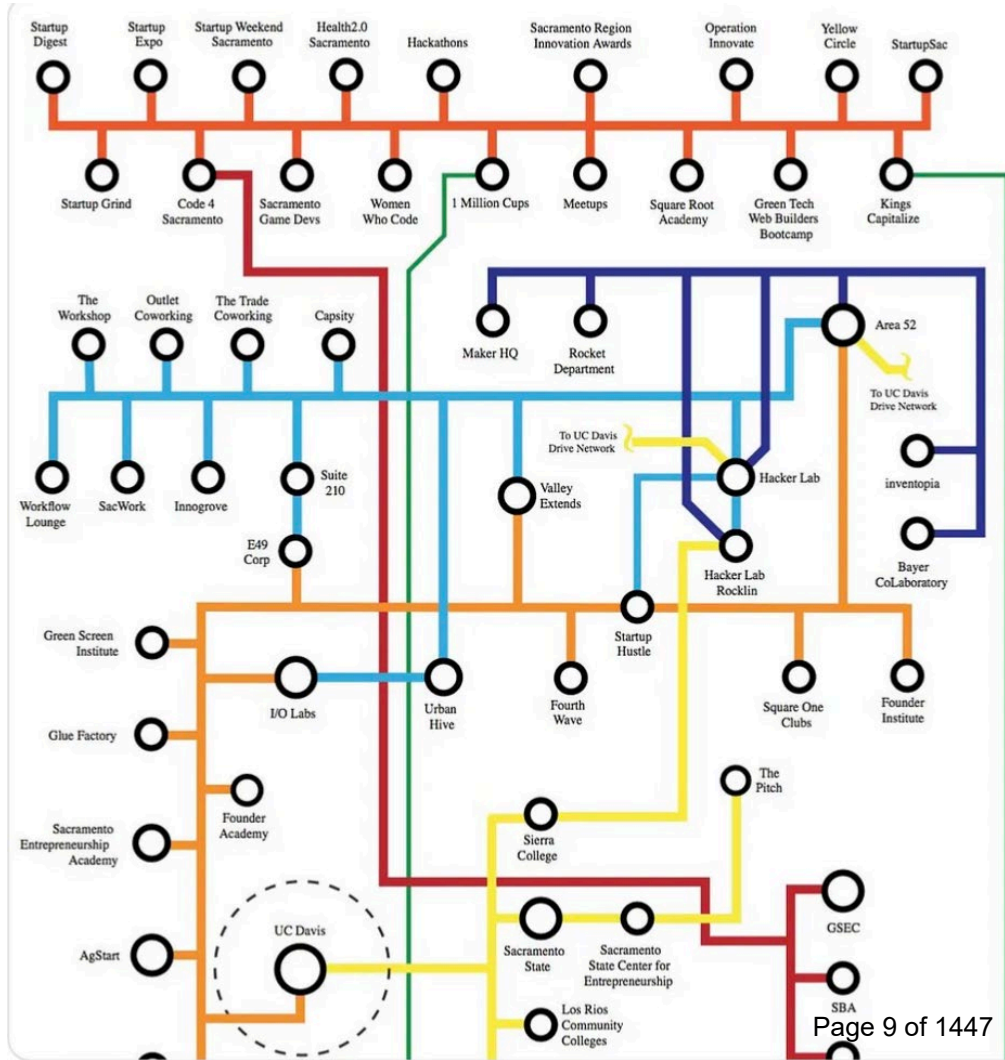 Startup
Digest
Startup
Expo
Startup Weekend
Sacramento
Health2.0
Sacramento
Hackathons
Sacramento Region
Innovation Awards
Operation
Innovate
Yellow
Circle
StartupSac
Startup Grind
Code 4
Sacramento
Sacramento
Game Devs
Women
Who Code
1 Million Cups
Meetups
Square Root
Academy
Green Tech
Web Builders
Bootcamp
Kings
Capitalize
The
Workshop
Outlet
Coworking
The Trade
Coworking
Capsity
Maker HQ
Rocket
Department
Area 52
To UC Davis
Drive Network
To UC Davis
Drive Network
Workflow
Lounge
SacWork
Innogrove
Suite
210
Valley
Extends
Hacker Lab
inventopia
E49
Corp
Hacker Lab
Rocklin
Bayer
CoLaboratory
Green Screen
Institute
Startup
Hustle
I/O Labs
Urban
Hive
Fourth
Wave
Square One
Clubs
Founder
Institute
Glue Factory
Founder
Academy
The
Pitch
Sacramento
Entrepreneurship
Academy
Sierra
College
UC Davis
AgStart
Sacramento
State
Sacramento
State Center for
Entrepreneurship
GSEC
SBA
Los Rios
Community
Colleges
Page 9 of 1447